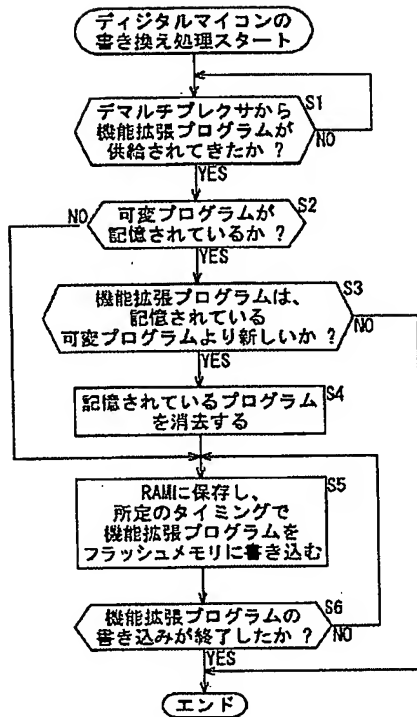 ディジタルマイコンの
書き換え処理スタート
S1
デマルチプレクサから
機能拡張プログラムが
供給されてきたか ?
NO
YES
S2
NO
可変プログラムが
記憶されているか ?
YES
S3
機能拡張プログラムは、
記憶されている
可変プログラムより新しいか ?
NO
YES
S4
記憶されているプログラム
を消去する
S5
RAMに保存し、
所定のタイミングで
機能拡張プログラムを
フラッシュメモリに書き込む
S6
機能拡張プログラムの
書き込みが終了したか ?
NO
YES
エンド